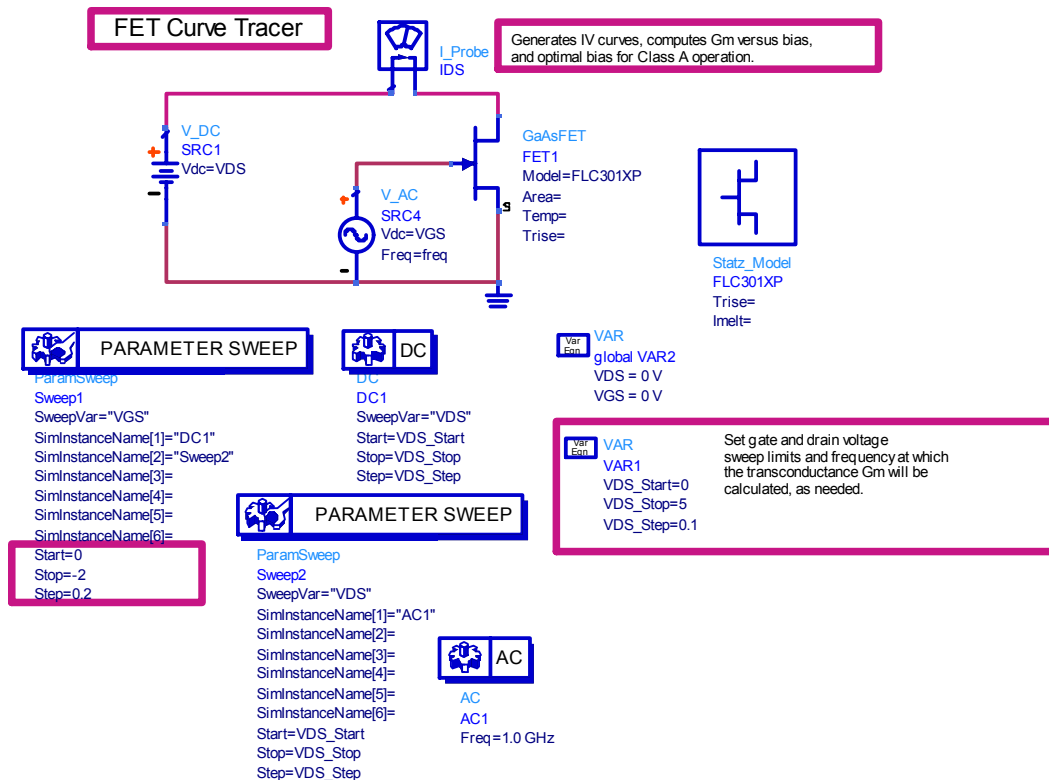 FET Curve Tracer
I_Probe
IDS
Generates IV curves, computes Gm versus bias,
and optimal bias for Class A operation.
V_DC
SRC1
Vdc=VDS
+
-
V_AC
SRC4
Vdc=VGS
Freq=freq
+
-
GaAsFET
FET1
Model=FLC301XP
Area=
Temp=
Trise=
S
Statz_Model
FLC301XP
Trise=
Imelt=
PARAMETER SWEEP
ParamSweep
Sweep1
SweepVar="VGS"
SimInstanceName[1]="DC1"
SimInstanceName[2]="Sweep2"
SimInstanceName[3]=
SimInstanceName[4]=
SimInstanceName[5]=
SimInstanceName[6]=
Start=0
Stop=-2
Step=0.2
DC
DC
DC1
SweepVar="VDS"
Start=VDS_Start
Stop=VDS_Stop
Step=VDS_Step
PARAMETER SWEEP
ParamSweep
Sweep2
SweepVar="VDS"
SimInstanceName[1]="AC1"
SimInstanceName[2]=
SimInstanceName[3]=
SimInstanceName[4]=
SimInstanceName[5]=
SimInstanceName[6]=
Start=VDS_Start
Stop=VDS_Stop
Step=VDS_Step
AC
AC
AC1
Freq=1.0 GHz
Var
Eqn
VAR
global VAR2
VDS = 0 V
VGS = 0 V
Var
Eqn
VAR
VAR1
VDS_Start=0
VDS_Stop=5
VDS_Step=0.1
Set gate and drain voltage
sweep limits and frequency at which
the transconductance Gm will be
calculated, as needed.